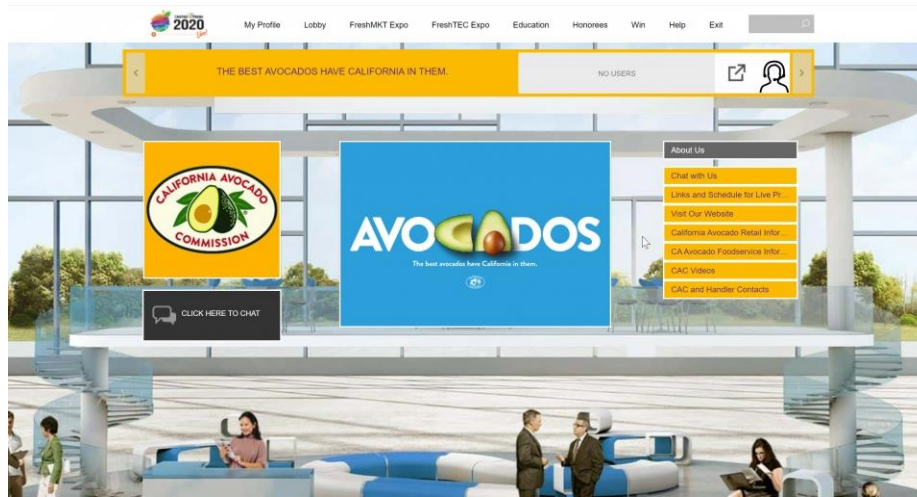 2020
My Profile
Lobby
FreshMKT Expo
FreshTEC Expo
Education
Honorees
Win
Help
Exit
THE BEST AVOCADOS HAVE CALIFORNIA IN THEM.
NO USERS
CALIFORNIA AVOCADO
COMMISSION
CLICK HERE TO CHAT
AVOCADOS
The best avocados have California in them.
About Us
Chat with Us
Links and Schedule for Live Pr...
Visit Our Website
California Avocado Retail Infor...
CA Avocado Foodservice Infor...
CAC Videos
CAC and Handler Contacts